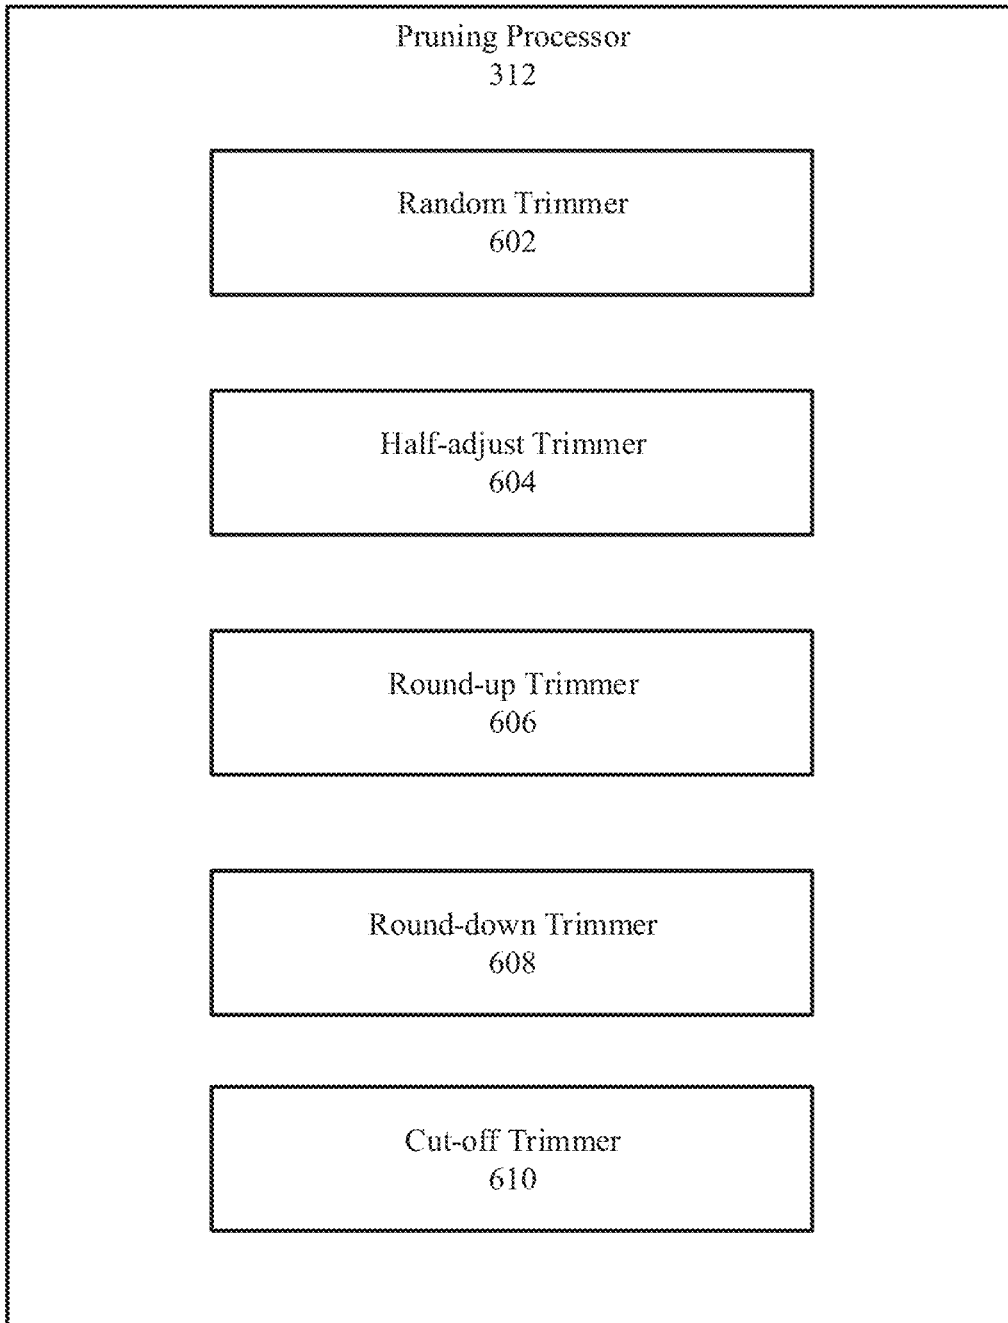 Pruning Processor
312
Random Trimmer
602
Half-adjust Trimmer
604
Round-up Trimmer
606
Round-down Trimmer
608
Cut-off Trimmer
610